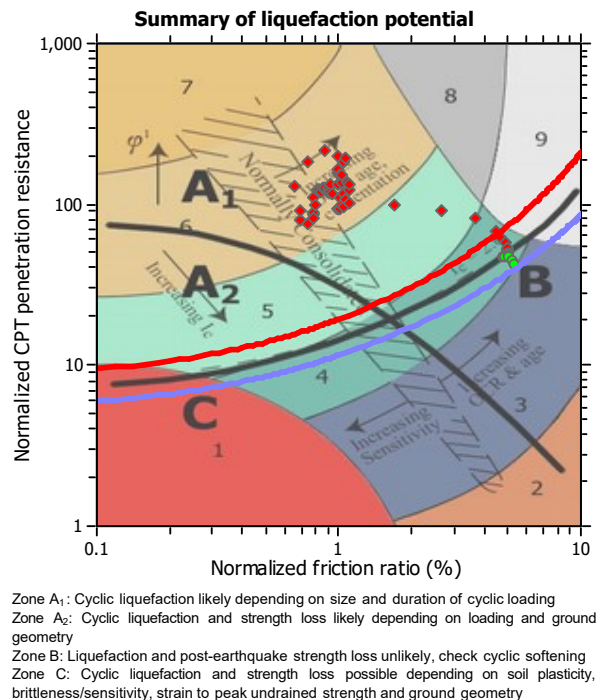 Summary of liquefaction potential
1,000
7
8
9
φ'
Increasing
age,
cementation
Normally Consolidated
Normalized CPT penetration resistance
100
A1
6
A2
Increasing Ic
5
B
10
4
Increasing
OCR & age
C
3
Increasing
Sensitivity
1
2
1
0.1
1
10
Normalized friction ratio (%)
Zone A1: Cyclic liquefaction likely depending on size and duration of cyclic loading
Zone A2: Cyclic liquefaction and strength loss likely depending on loading and ground
geometry
Zone B: Liquefaction and post-earthquake strength loss unlikely, check cyclic softening
Zone C: Cyclic liquefaction and strength loss possible depending on soil plasticity,
brittleness/sensitivity, strain to peak undrained strength and ground geometry